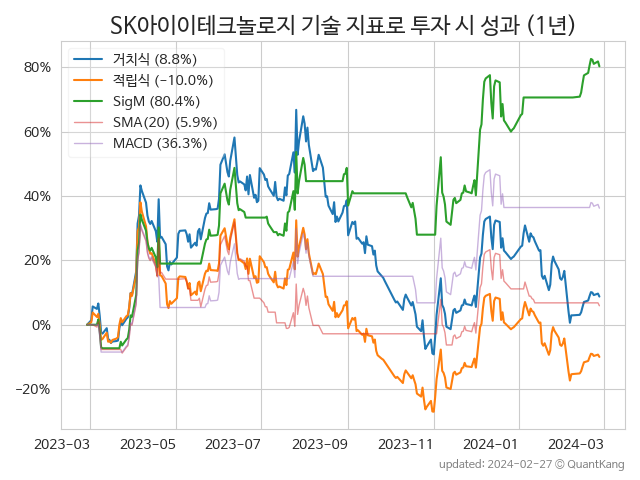 SK아이이테크놀로지 기술 지표로 투자 시 성과 (1년)
거치식 (8.8%)
적립식 (−10.0%)
SigM (80.4%)
SMA(20) (5.9%)
MACD (36.3%)
80%
60%
40%
20%
0%
−20%
2023-03
2023-05
2023-07
2023-09
2023-11
2024-01
2024-03
updated: 2024-02-27 © QuantKang